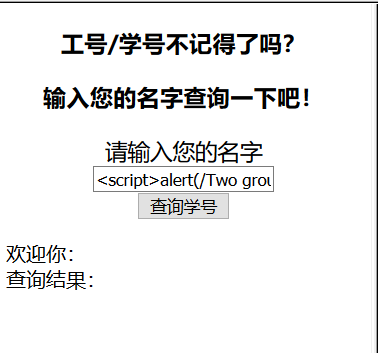 工号/学号不记得了吗？
输入您的名字查询一下吧！
请输入您的名字
<script>alert(/Two grou
查询学号
欢迎你：
查询结果：